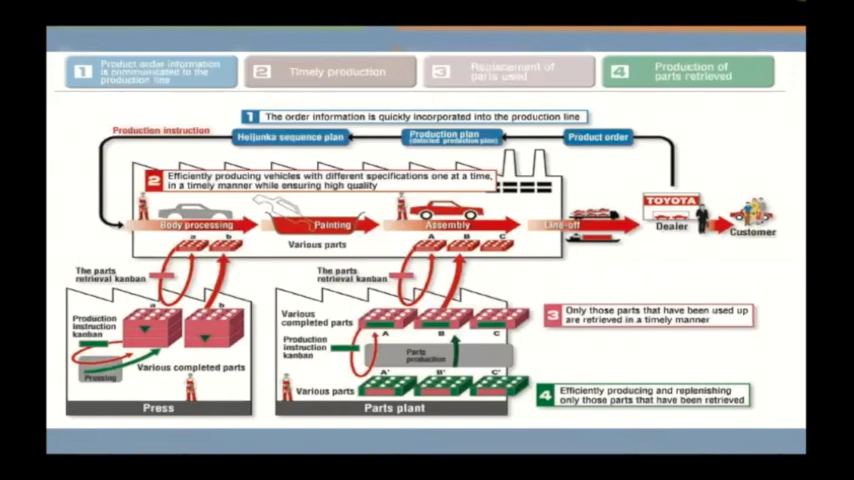 1
Product order information
is communicated to the
production line
2
Timely production
3
Replacement of
parts used
4
Production of
parts retrieved
1
The order information is quickly incorporated into the production line
Production instruction
Heijunka sequence plan
Production plan
(detailed production plan)
Product order
2
Efficiently producing vehicles with different specifications one at a time,
in a timely manner while ensuring high quality
TOYOTA
Body processing
Painting
Assembly
Line-off
Dealer
Customer
a
b
Various parts
A
B
C
The parts
retrieval kanban
The parts
retrieval kanban
a
b
Production
instruction
kanban
Pressing
Various completed parts
Press
Various
completed parts
A
B
C
Production
instruction
kanban
Parts
production
A'
B'
C'
Various parts
Parts plant
3
Only those parts that have been used up
are retrieved in a timely manner
4
Efficiently producing and replenishing
only those parts that have been retrieved